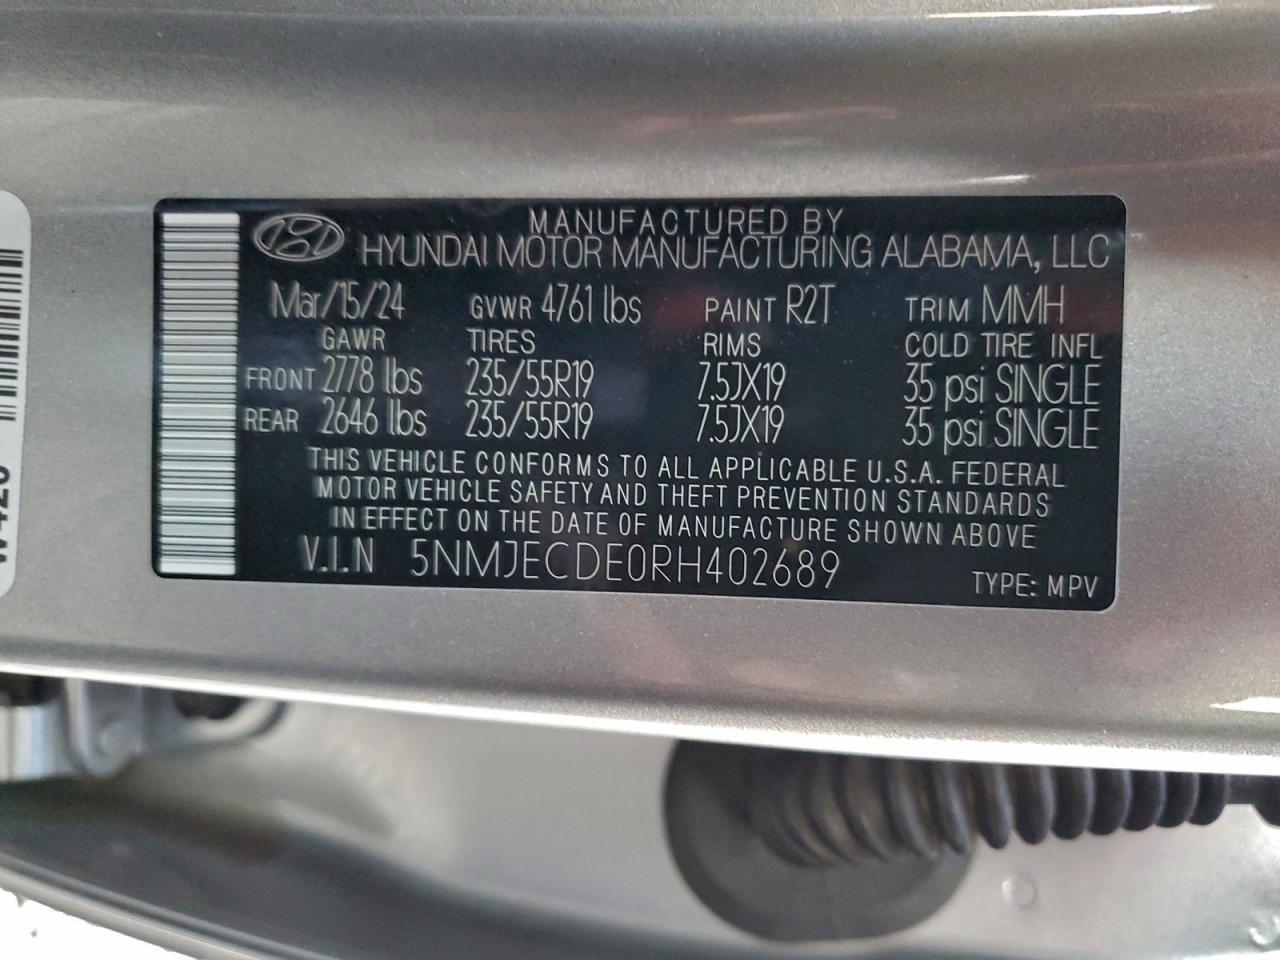 MANUFACTURED BY
HYUNDAI MOTOR MANUFACTURING ALABAMA, LLC
Mar/15/24 GVWR 4761 lbs PAINT R2T TRIM MMH
GAWR TIRES RIMS COLD TIRE INFL
FRONT 2778 lbs 235/55R19 7.5JX19 35 psi SINGLE
REAR 2646 lbs 235/55R19 7.5JX19 35 psi SINGLE
THIS VEHICLE CONFORMS TO ALL APPLICABLE U.S.A. FEDERAL
MOTOR VEHICLE SAFETY AND THEFT PREVENTION STANDARDS
IN EFFECT ON THE DATE OF MANUFACTURE SHOWN ABOVE
V.I.N 5NMJECDE0RH402689
TYPE: MPV